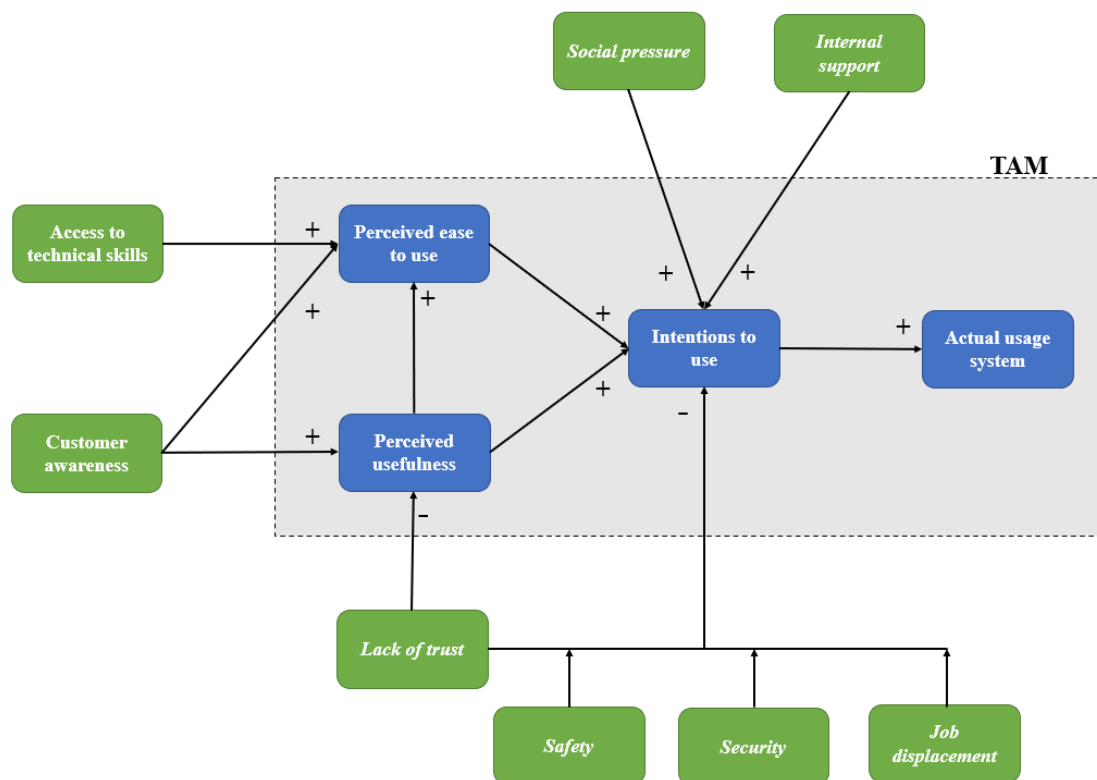 Social pressure
Internal
support
TAM
Access to
technical skills
+
Perceived ease
to use
+
+
+
+
+
Intentions to
use
+
Actual usage
system
+
+
-
Customer
awareness
+
Perceived
usefulness
-
Lack of trust
Safety
Security
Job
displacement